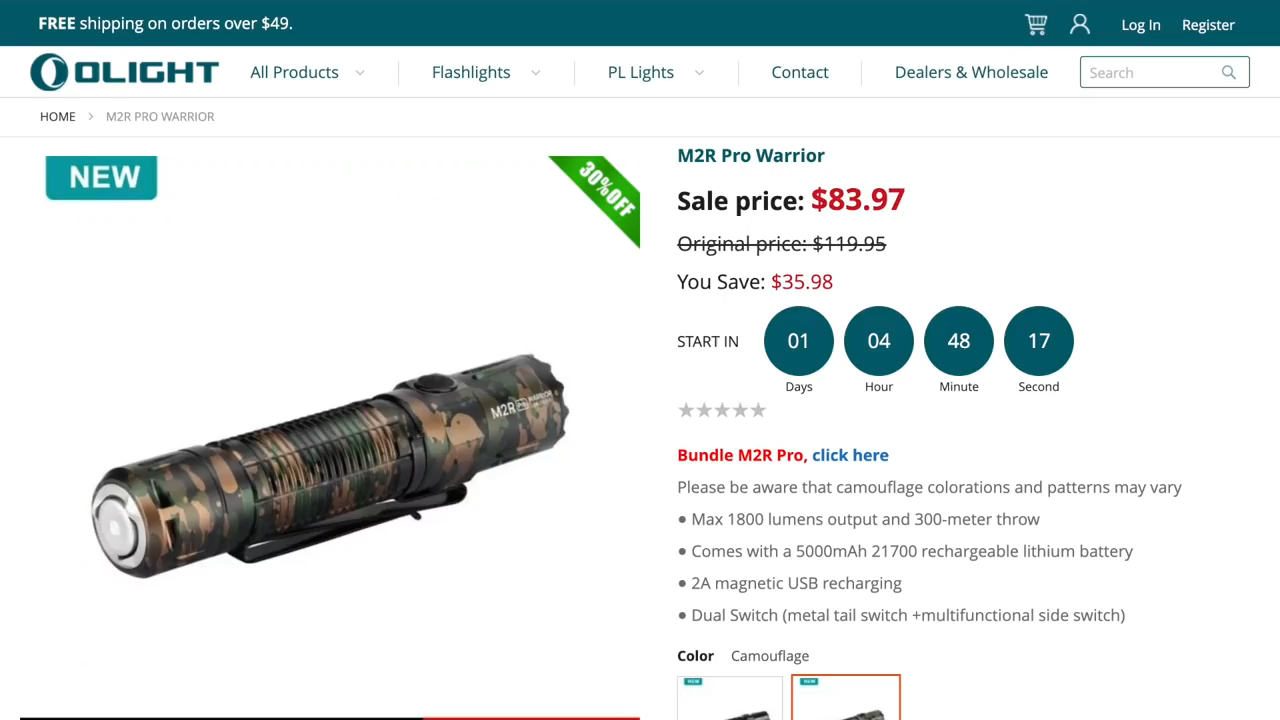 FREE shipping on orders over $49.
Log In
Register
OLIGHT
All Products
Flashlights
PL Lights
Contact
Dealers & Wholesale
Search
HOME > M2R PRO WARRIOR
NEW
30%OFF
M2R Pro WARRIOR
M2R Pro Warrior
Sale price: $83.97
Original price: $119.95
You Save: $35.98
START IN
01
04
48
17
Days
Hour
Minute
Second
Bundle M2R Pro, click here
Please be aware that camouflage colorations and patterns may vary
● Max 1800 lumens output and 300-meter throw
● Comes with a 5000mAh 21700 rechargeable lithium battery
● 2A magnetic USB recharging
● Dual Switch (metal tail switch +multifunctional side switch)
Color Camouflage
NEW
NEW